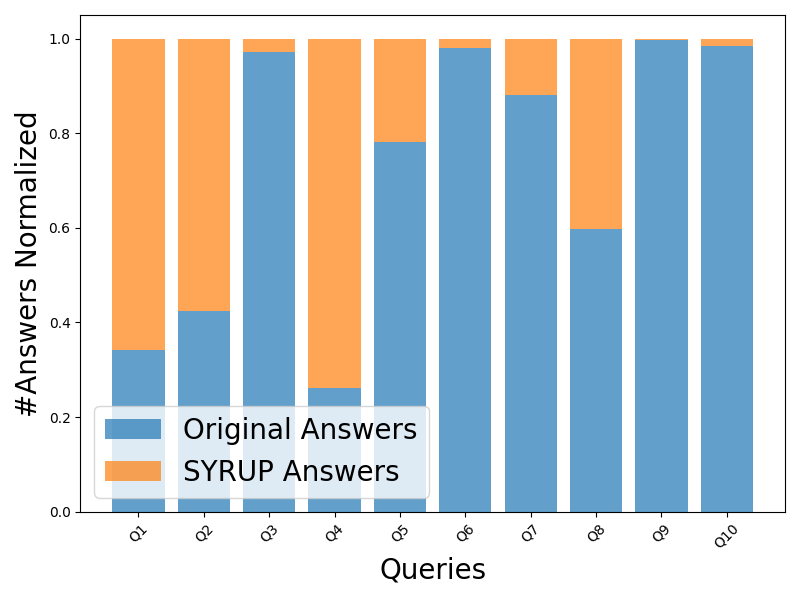 #Answers Normalized
1.0
0.8
0.6
0.4
0.2
0.0
Original Answers
SYRUP Answers
Q1 Q2 Q3 Q4 Q5 Q6 Q7 Q8 Q9 Q10
Queries